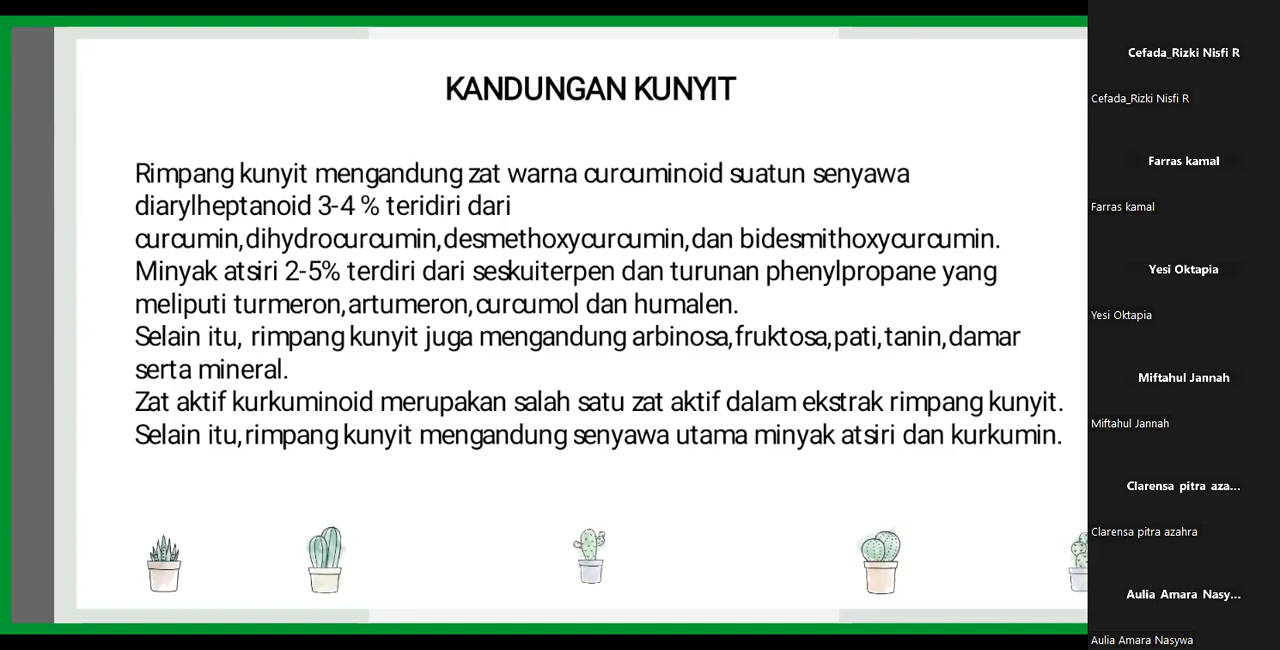 KANDUNGAN KUNYIT
Rimpang kunyit mengandung zat warna curcuminoid suatun senyawa
diarylheptanoid 3-4 % teridiri dari
curcumin,dihydrocurcumin,desmethoxycurcumin,dan bidesmithoxycurcumin.
Minyak atsiri 2-5% terdiri dari seskuiterpen dan turunan phenylpropane yang
meliputi turmeron,artumeron,curcumol dan humalen.
Selain itu, rimpang kunyit juga mengandung arbinosa,fruktosa,pati,tanin,damar
serta mineral.
Zat aktif kurkuminoid merupakan salah satu zat aktif dalam ekstrak rimpang kunyit.
Selain itu,rimpang kunyit mengandung senyawa utama minyak atsiri dan kurkumin.
Cefada_Rizki Nisfi R
Cefada_Rizki Nisfi R
Farras kamal
Farras kamal
Yesi Oktapia
Yesi Oktapia
Miftahul Jannah
Miftahul Jannah
Clarensa pitra aza...
Clarensa pitra azahra
Aulia Amara Nasy...
Aulia Amara Nasywa